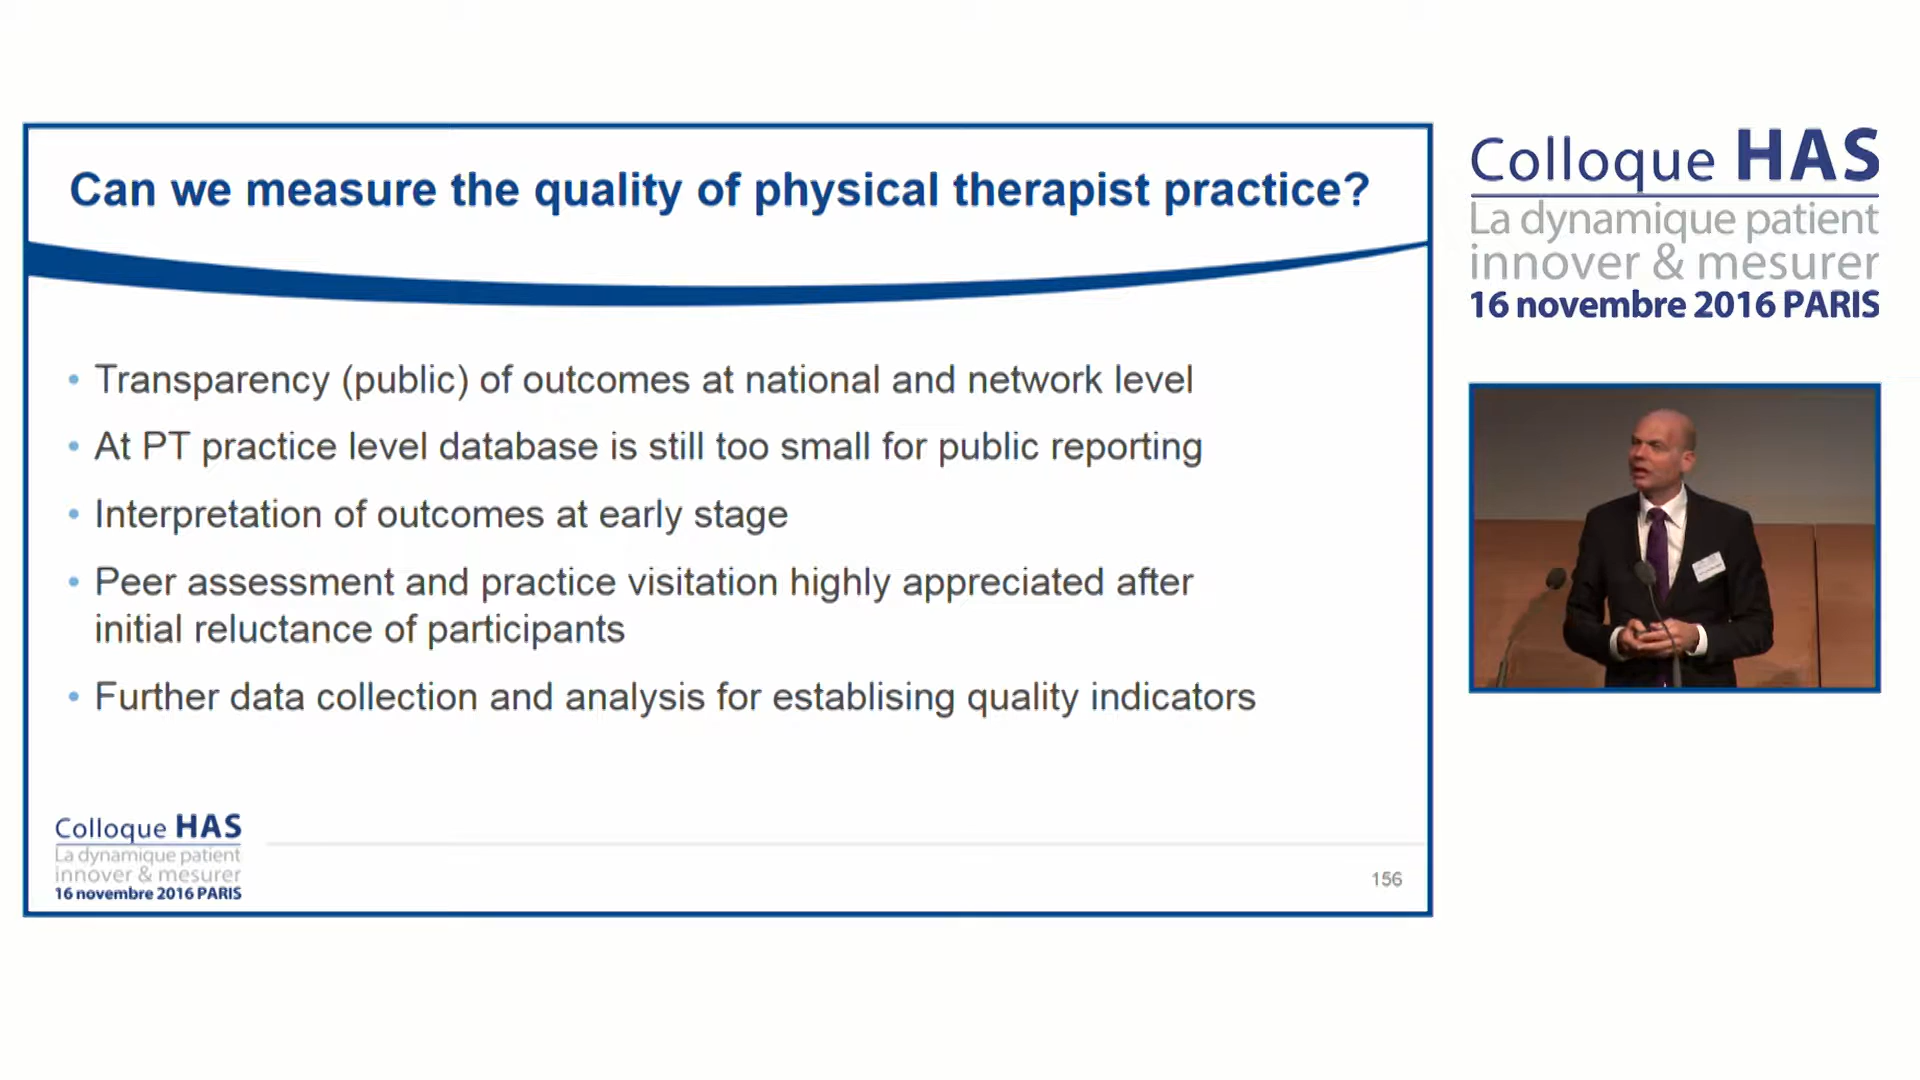 Can we measure the quality of physical therapist practice?
• Transparency (public) of outcomes at national and network level
• At PT practice level database is still too small for public reporting
• Interpretation of outcomes at early stage
• Peer assessment and practice visitation highly appreciated after
initial reluctance of participants
• Further data collection and analysis for establising quality indicators
Colloque HAS
La dynamique patient
innover & mesurer
16 novembre 2016 PARIS
156
Colloque HAS
La dynamique patient
innover & mesurer
16 novembre 2016 PARIS